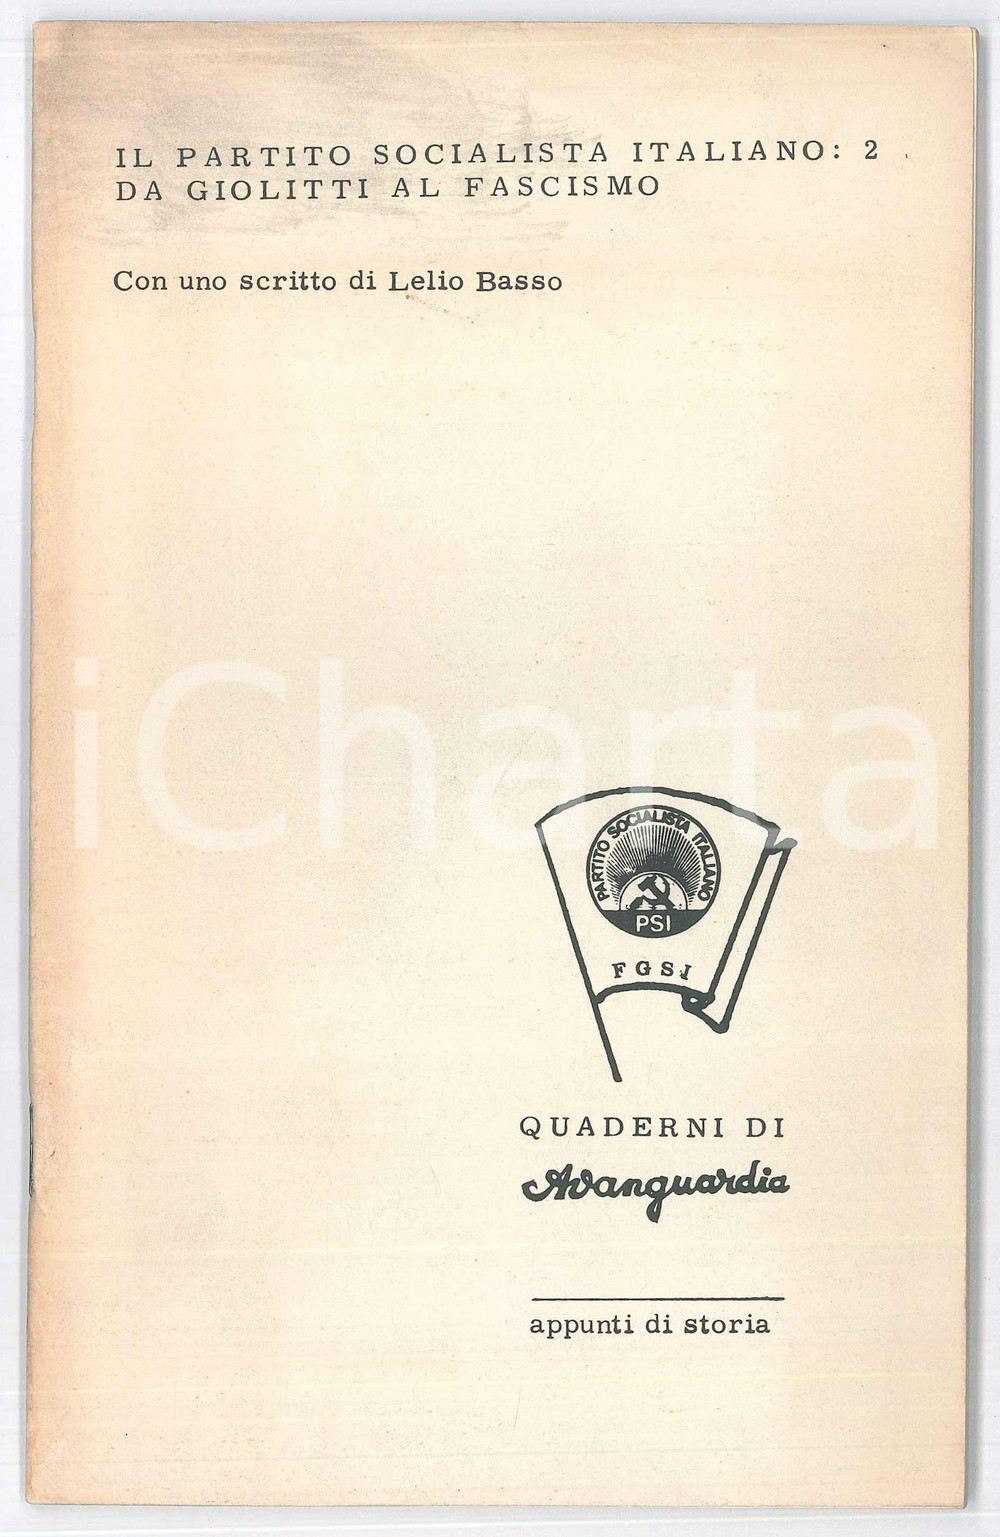 IL PARTITO SOCIALISTA ITALIANO: 2
DA GIOLITTI AL FASCISMO
Con uno scritto di Lelio Basso
iCharta
PARTITO SOCIALISTA ITALIANO
PSI
FGSI
QUADERNI DI
Avanguardia
appunti di storia